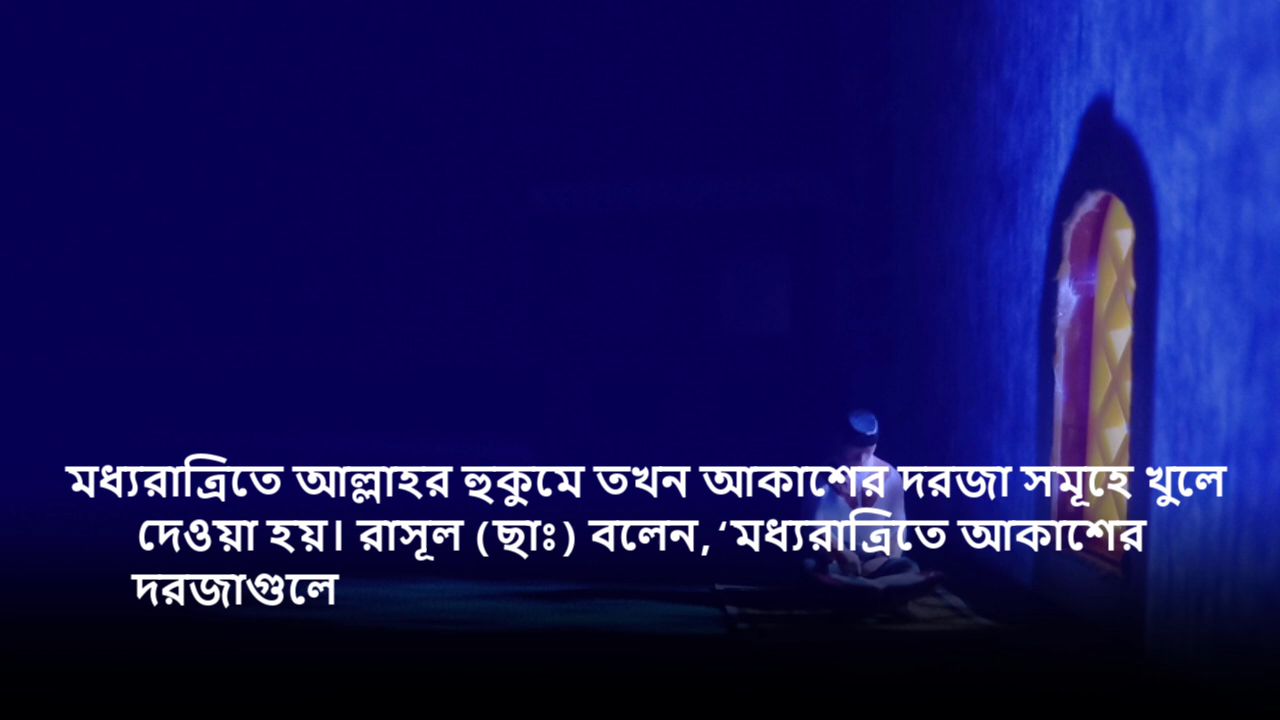 মধ্যরাত্রিতে আল্লাহর হুকুমে তখন আকাশের দরজা সমূহে খুলে
দেওয়া হয়। রাসূল (ছাঃ) বলেন, ‘মধ্যরাত্রিতে আকাশের
দরজাগুলে